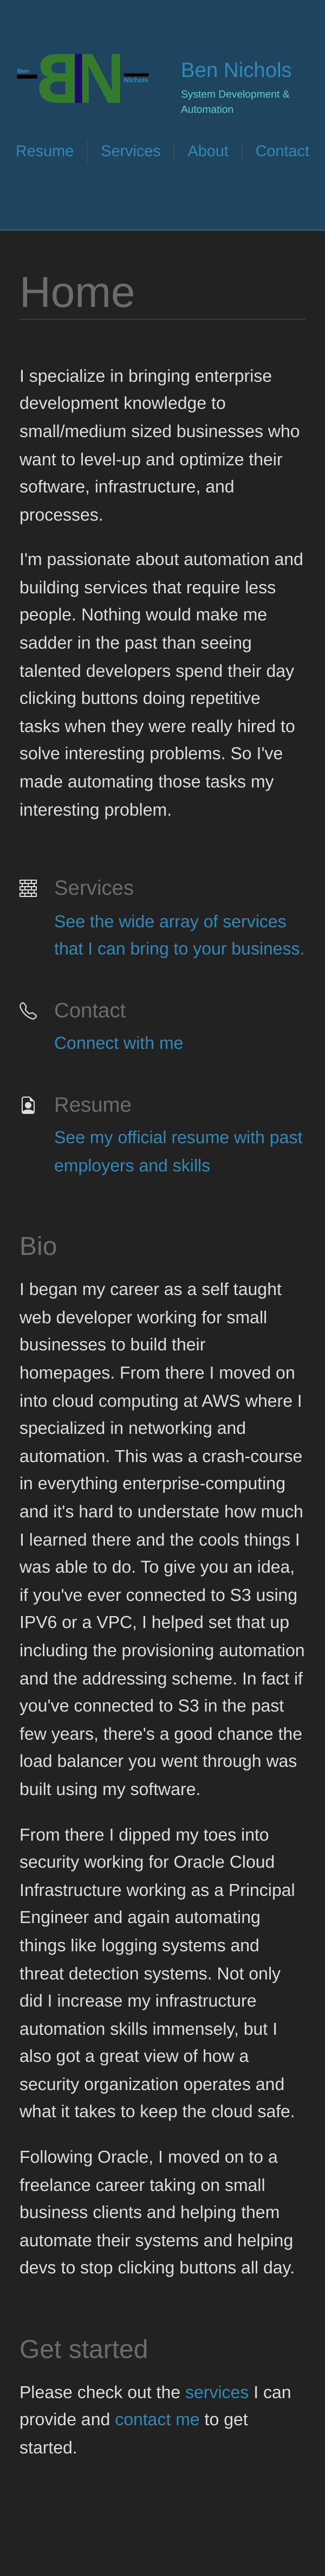 Ben
BN
Nichols
Ben Nichols
System Development &
Automation
Resume
Services
About
Contact
Home
I specialize in bringing enterprise
development knowledge to
small/medium sized businesses who
want to level-up and optimize their
software, infrastructure, and
processes.
I'm passionate about automation and
building services that require less
people. Nothing would make me
sadder in the past than seeing
talented developers spend their day
clicking buttons doing repetitive
tasks when they were really hired to
solve interesting problems. So I've
made automating those tasks my
interesting problem.
Services
See the wide array of services
that I can bring to your business.
Contact
Connect with me
Resume
See my official resume with past
employers and skills
Bio
I began my career as a self taught
web developer working for small
businesses to build their
homepages. From there I moved on
into cloud computing at AWS where I
specialized in networking and
automation. This was a crash-course
in everything enterprise-computing
and it's hard to understate how much
I learned there and the cools things I
was able to do. To give you an idea,
if you've ever connected to S3 using
IPV6 or a VPC, I helped set that up
including the provisioning automation
and the addressing scheme. In fact if
you've connected to S3 in the past
few years, there's a good chance the
load balancer you went through was
built using my software.
From there I dipped my toes into
security working for Oracle Cloud
Infrastructure working as a Principal
Engineer and again automating
things like logging systems and
threat detection systems. Not only
did I increase my infrastructure
automation skills immensely, but I
also got a great view of how a
security organization operates and
what it takes to keep the cloud safe.
Following Oracle, I moved on to a
freelance career taking on small
business clients and helping them
automate their systems and helping
devs to stop clicking buttons all day.
Get started
Please check out the services I can
provide and contact me to get
started.